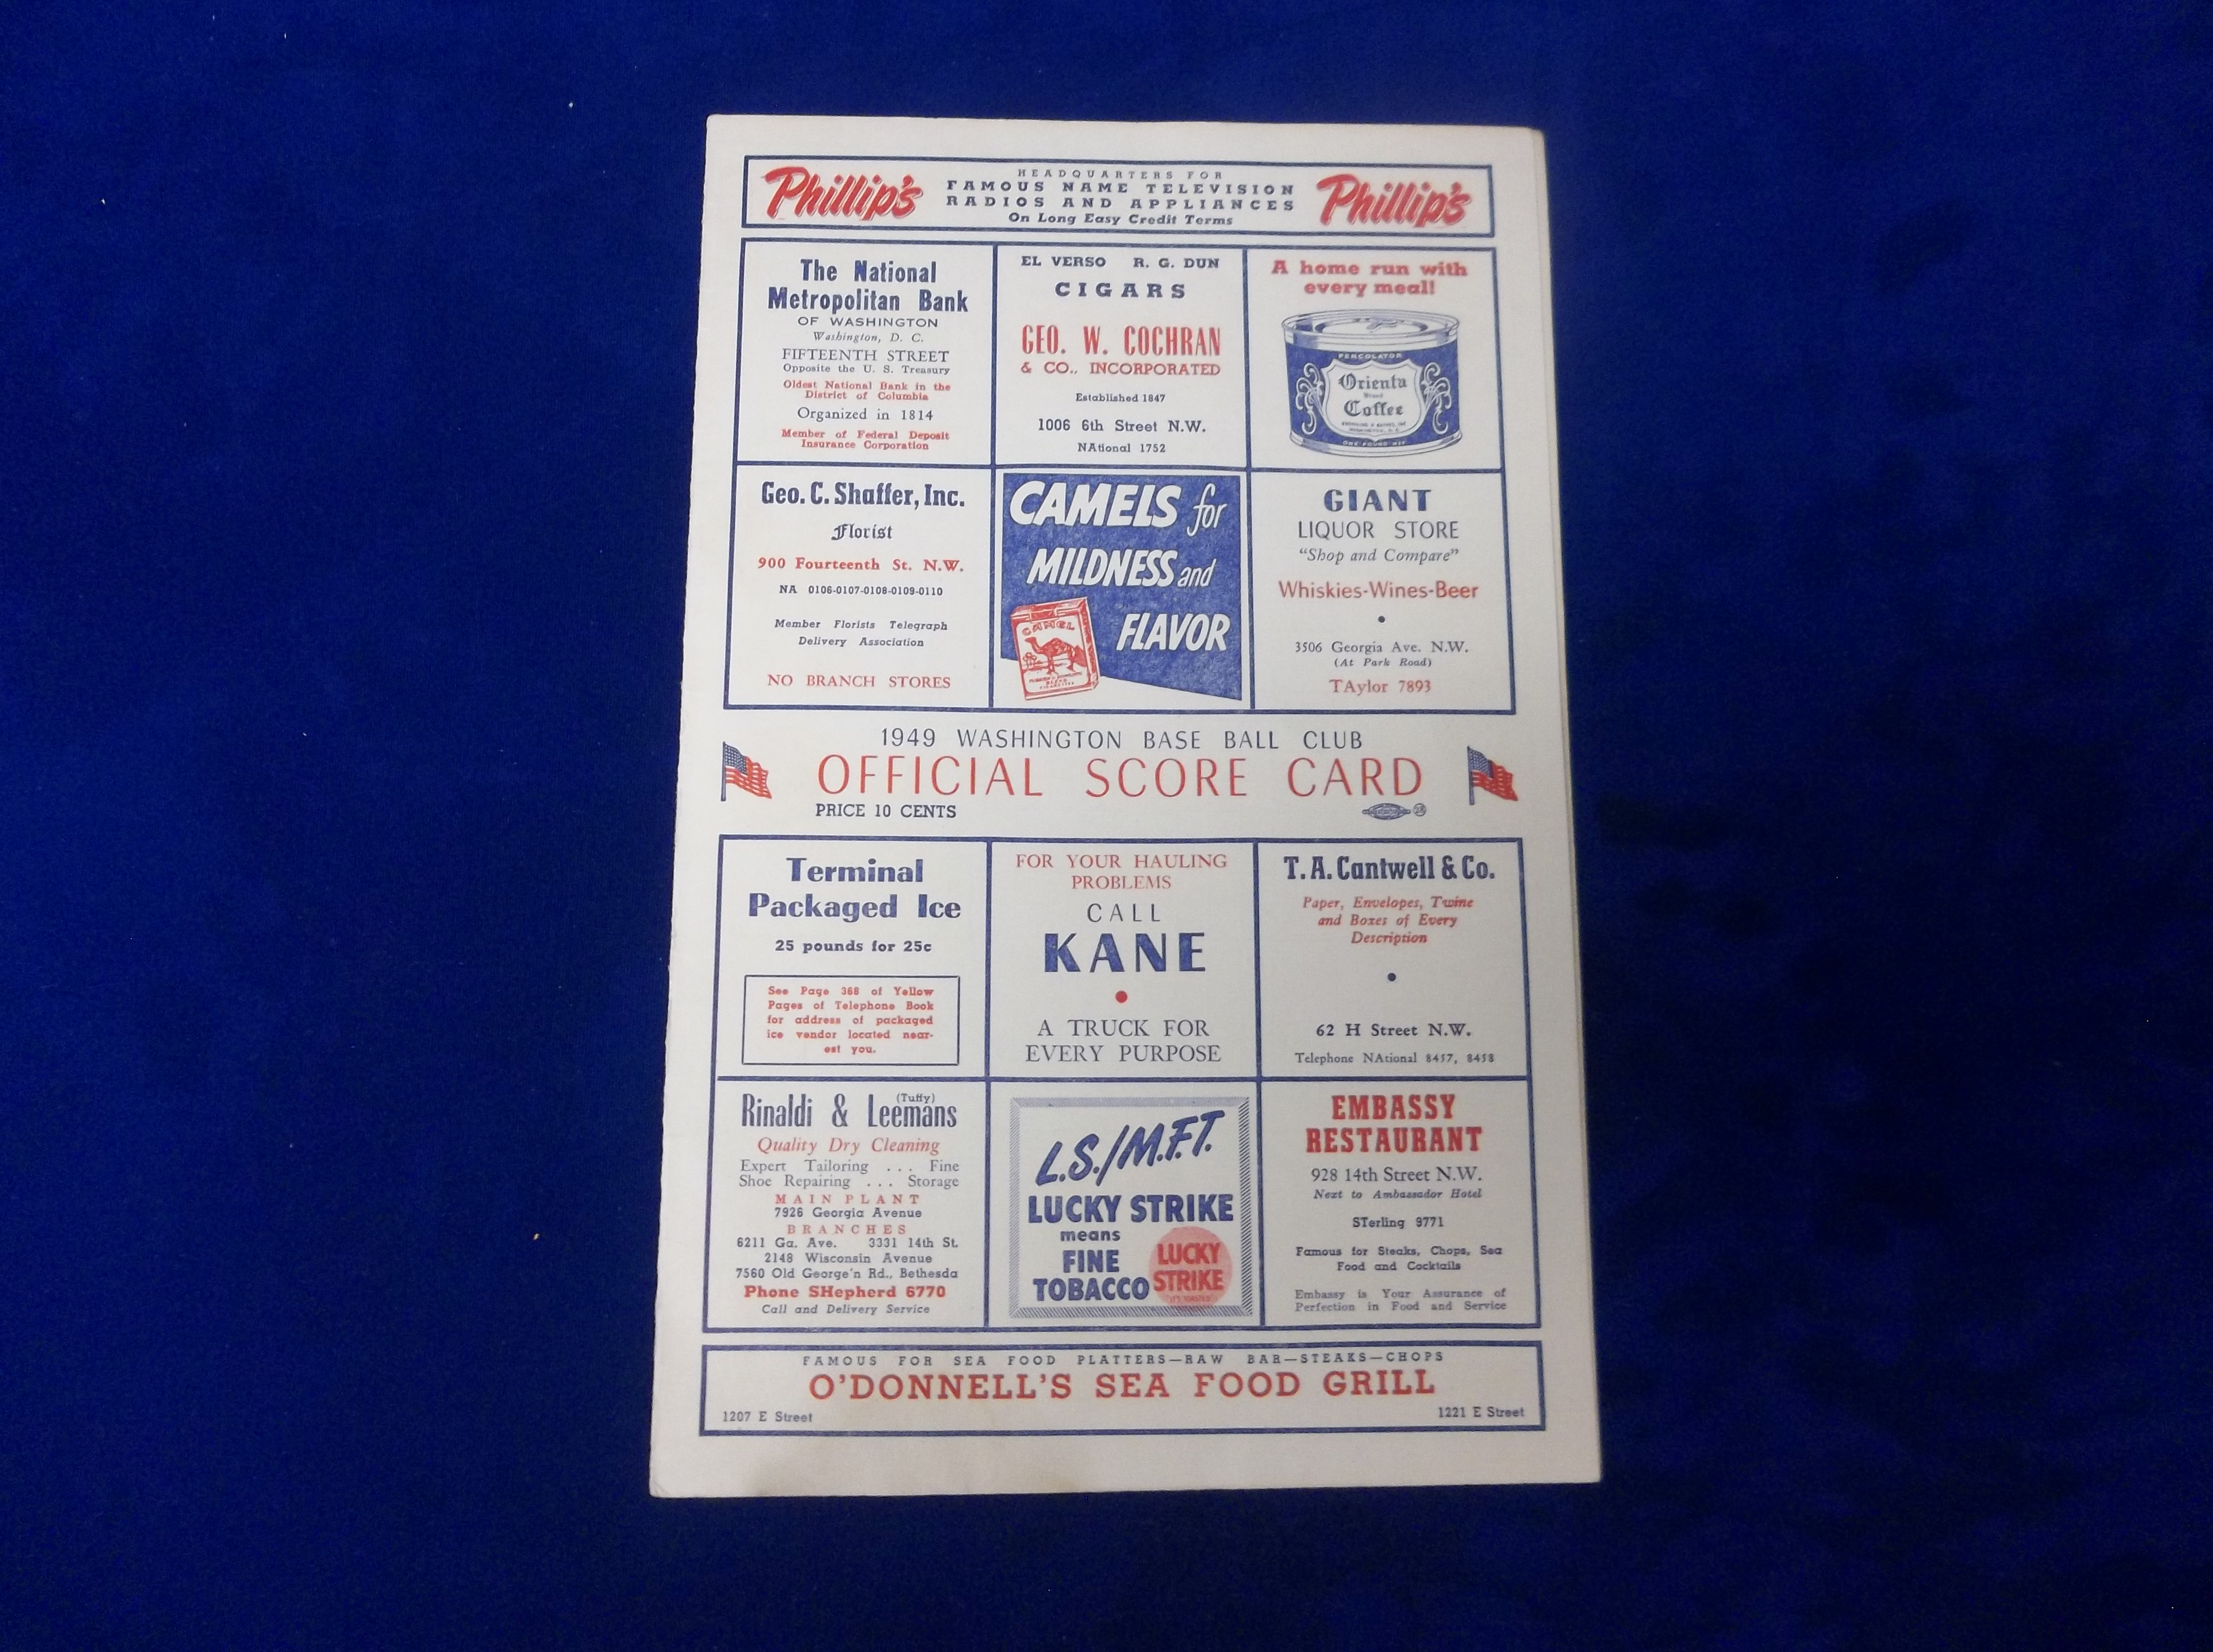 Phillip's
HEADQUARTERS FOR
FAMOUS NAME TELEVISION
RADIOS AND APPLIANCES
On Long Easy Credit Terms
Phillip's
The National
Metropolitan Bank
OF WASHINGTON
Washington, D. C.
FIFTEENTH STREET
Opposite the U. S. Treasury
Oldest National Bank in the
District of Columbia
Organized in 1814
Member of Federal Deposit
Insurance Corporation
EL VERSO R. G. DUN
CIGARS
GEO. W. COCHRAN
& CO., INCORPORATED
Established 1847
1006 6th Street N.W.
NAtional 1752
A home run with
every meal!
PERCOLATOR
Orienta
Brand
Coffee
WASHINGTON, D. C.
ONE POUND NET
Geo. C. Shaffer, Inc.
Florist
900 Fourteenth St. N.W.
NA 0106-0107-0108-0109-0110
Member Florists Telegraph
Delivery Association
NO BRANCH STORES
CAMELS for
MILDNESS and
FLAVOR
CAMEL
GIANT
LIQUOR STORE
"Shop and Compare"
Whiskies-Wines-Beer
3506 Georgia Ave. N.W.
(At Park Road)
TAylor 7893
1949 WASHINGTON BASE BALL CLUB
OFFICIAL SCORE CARD
PRICE 10 CENTS
Terminal
Packaged Ice
25 pounds for 25c
See Page 368 of Yellow
Pages of Telephone Book
for address of packaged
ice vendor located near-
est you.
FOR YOUR HAULING
PROBLEMS
CALL
KANE
A TRUCK FOR
EVERY PURPOSE
T. A. Cantwell & Co.
Paper, Envelopes, Twine
and Boxes of Every
Description
62 H Street N.W.
Telephone NAtional 8457, 8458
(Tuffy)
Rinaldi & Leemans
Quality Dry Cleaning
Expert Tailoring . . . Fine
Shoe Repairing . . . Storage
MAIN PLANT
7926 Georgia Avenue
BRANCHES
6211 Ga. Ave. 3331 14th St.
2148 Wisconsin Avenue
7560 Old George'n Rd., Bethesda
Phone SHepherd 6770
Call and Delivery Service
L.S./M.F.T.
LUCKY STRIKE
means
FINE
TOBACCO
LUCKY
STRIKE
"IT'S TOASTED"
EMBASSY
RESTAURANT
928 14th Street N.W.
Next to Ambassador Hotel
STerling 9771
Famous for Steaks, Chops, Sea
Food and Cocktails
Embassy is Your Assurance of
Perfection in Food and Service
FAMOUS FOR SEA FOOD PLATTERS—RAW BAR—STEAKS—CHOPS
O'DONNELL'S SEA FOOD GRILL
1207 E Street
1221 E Street